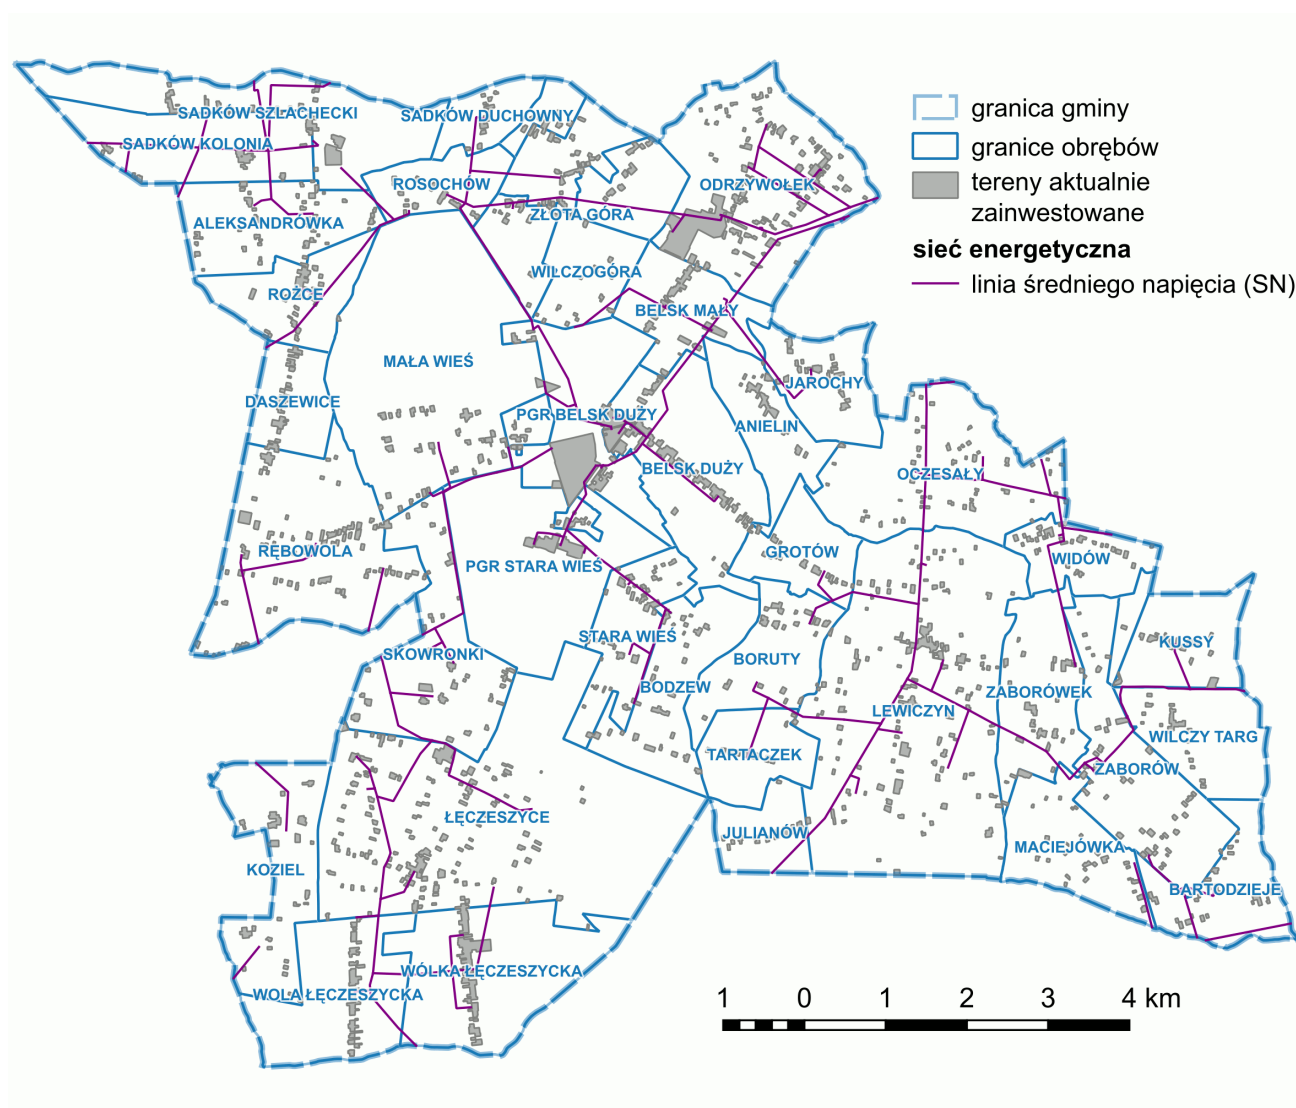 granica gminy
granice obrębów
tereny aktualnie
zainwestowane
sieć energetyczna
linia średniego napięcia (SN)
SADKÓW SZLACHECKI
SADKÓW DUCHOWNY
SADKÓW KOLONIA
ROSOCHÓW
ODRZYWOŁEK
ZŁOTA GÓRA
ALEKSANDRÓWKA
WILCZOGÓRA
ROŻCE
BELSK MAŁY
MAŁA WIEŚ
JAROCHY
DASZEWICE
PGR BELSK DUŻY
ANIELIN
BELSK DUŻY
OCZESAŁY
RĘBOWOLA
GROTÓW
WIDÓW
PGR STARA WIEŚ
STARA WIEŚ
KUSSY
SKOWRONKI
BORUTY
BODZEW
ZABORÓWEK
LEWICZYN
WILCZY TARG
TARTACZEK
ZABORÓW
ŁĘCZESZYCE
JULIANÓW
MACIEJÓWKA
KOZIEL
BARTODZIEJE
WÓLKA ŁĘCZESZYCKA
WOLA ŁĘCZESZYCKA
1 0 1 2 3 4 km